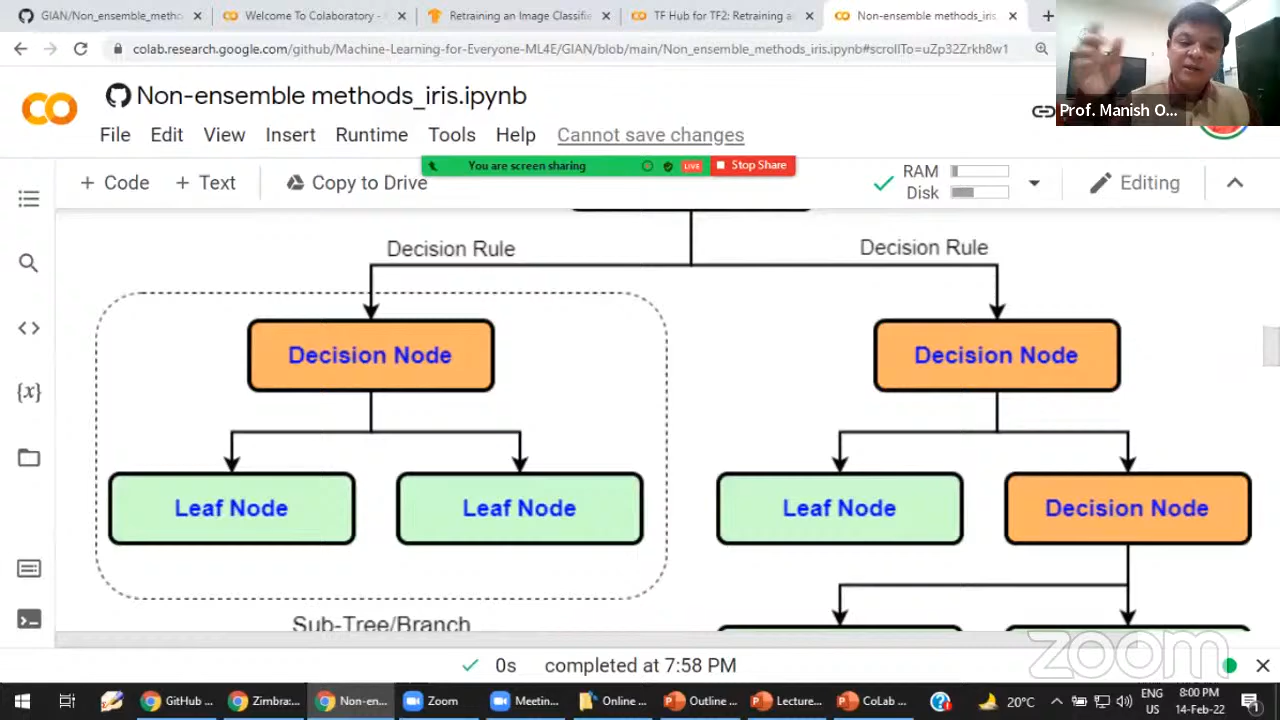 GIAN/Non_ensemble_metho
Welcome To Colaboratory -
Retraining an Image Classifie
TF Hub for TF2: Retraining an
Non-ensemble methods_iris.ipynb
colab.research.google.com/github/Machine-Learning-for-Everyone-ML4E/GIAN/blob/main/Non_ensemble_methods_iris.ipynb#scrollTo=uZp32Zrkh8w1
Non-ensemble methods_iris.ipynb
Prof. Manish O...
File Edit View Insert Runtime Tools Help Cannot save changes
You are screen sharing LIVE Stop Share
+ Code + Text Copy to Drive
RAM
Disk
Editing
Decision Rule
Decision Rule
Decision Node
Decision Node
Leaf Node
Leaf Node
Leaf Node
Decision Node
Sub-Tree/Branch
zoom
0s completed at 7:58 PM
GitHub ...
Zimbra:...
Non-en...
Zoom
Meetin...
Online ...
Outline ...
Lecture...
CoLab ...
20°C
ENG
US
8:00 PM
14-Feb-22
1